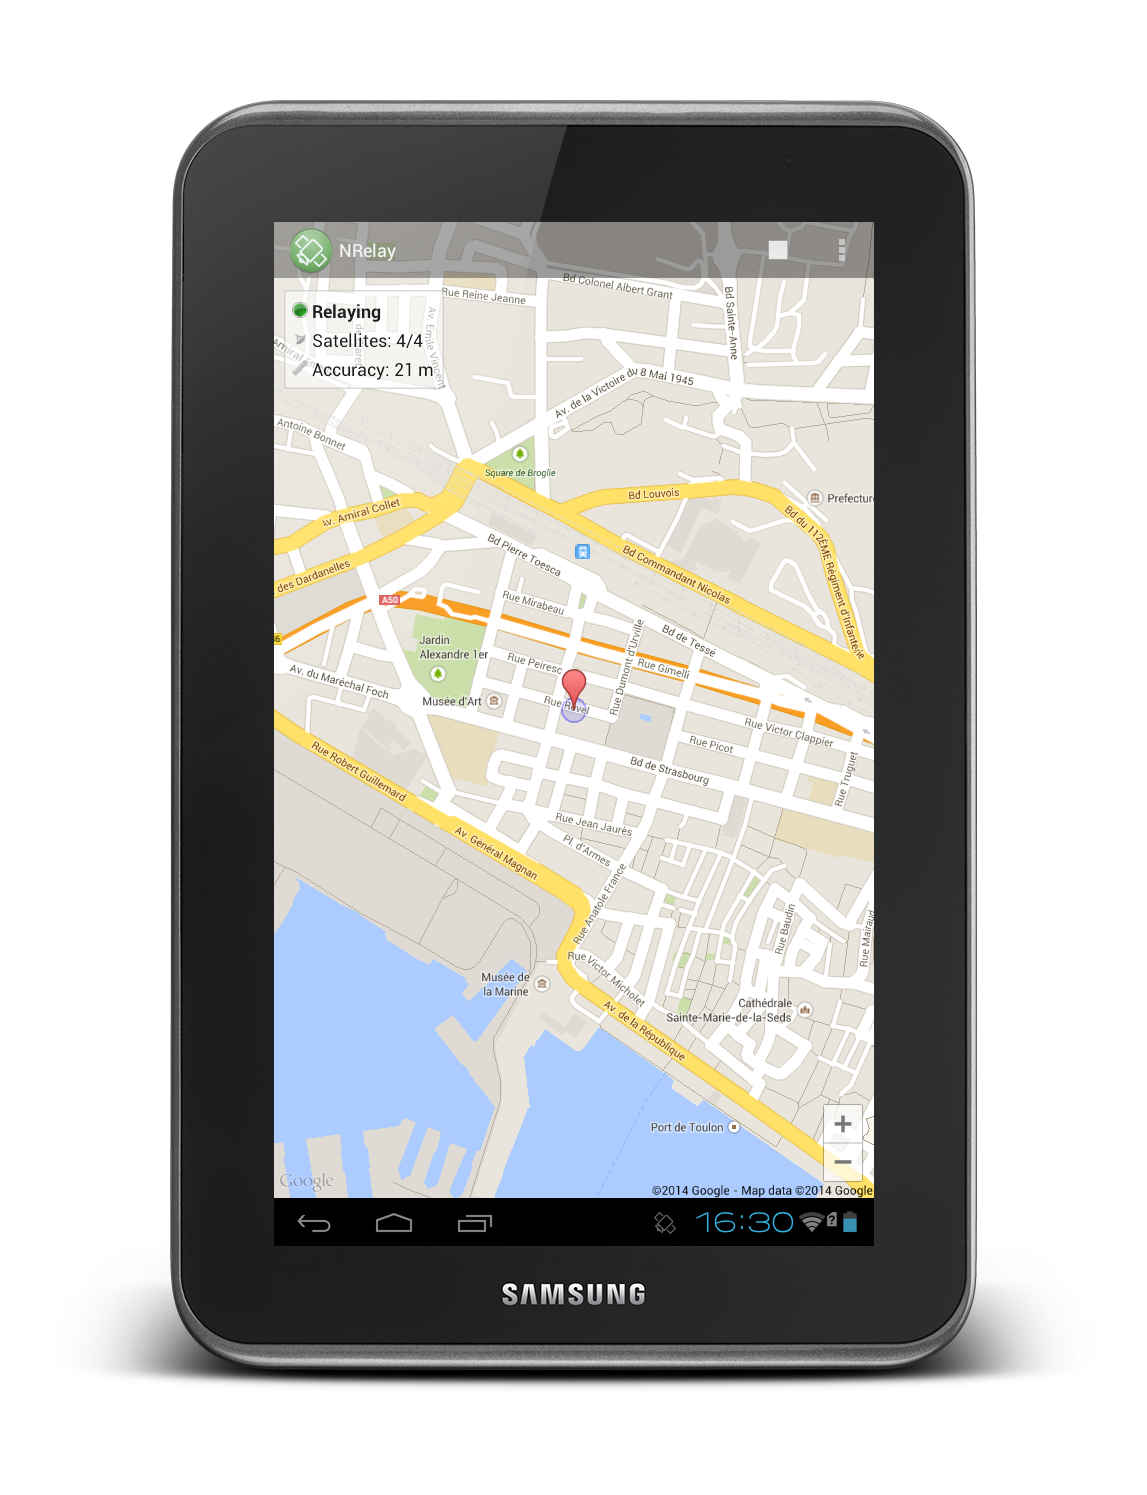 NRelay
Relaying
Satellites: 4/4
Accuracy: 21 m
Rue Reine Jeanne
Bd Colonel Albert Grant
Bd Sainte-Anne
Av. Emile Vincent
Av. de la Victoire du 8 Mai 1945
Antoine Bonnet
Square de Broglie
Bd Louvois
Prefecture
Av. Amiral Collet
Bd du 112ÈME Régiment d'Infanterie
Bd Pierre Toesca
Bd Commandant Nicolas
des Dardanelles
A50
Rue Mirabeau
Bd de Tessé
Jardin
Alexandre 1er
Rue Peiresc
Rue Dumont d'Urville
Rue Gimelli
Av. du Maréchal Foch
Musée d'Art
Rue Revel
Rue Victor Clappier
Rue Picot
Rue Robert Guillemard
Bd de Strasbourg
Rue Truguet
Rue Jean Jaurès
Av. Général Magnan
Pl. d'Armes
Rue Anatole France
Rue Baudin
Rue Mairaud
Rue Victor Micholet
Musée de
la Marine
Cathédrale
Sainte-Marie-de-la-Seds
Av. de la République
Port de Toulon
+
−
Google
©2014 Google - Map data ©2014 Google
16:30
SAMSUNG